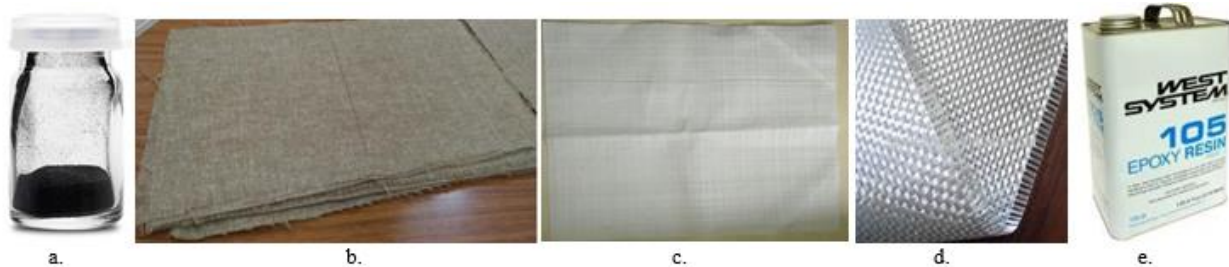 WEST
SYSTEM
105
EPOXY RESIN
a.
b.
c.
d.
e.